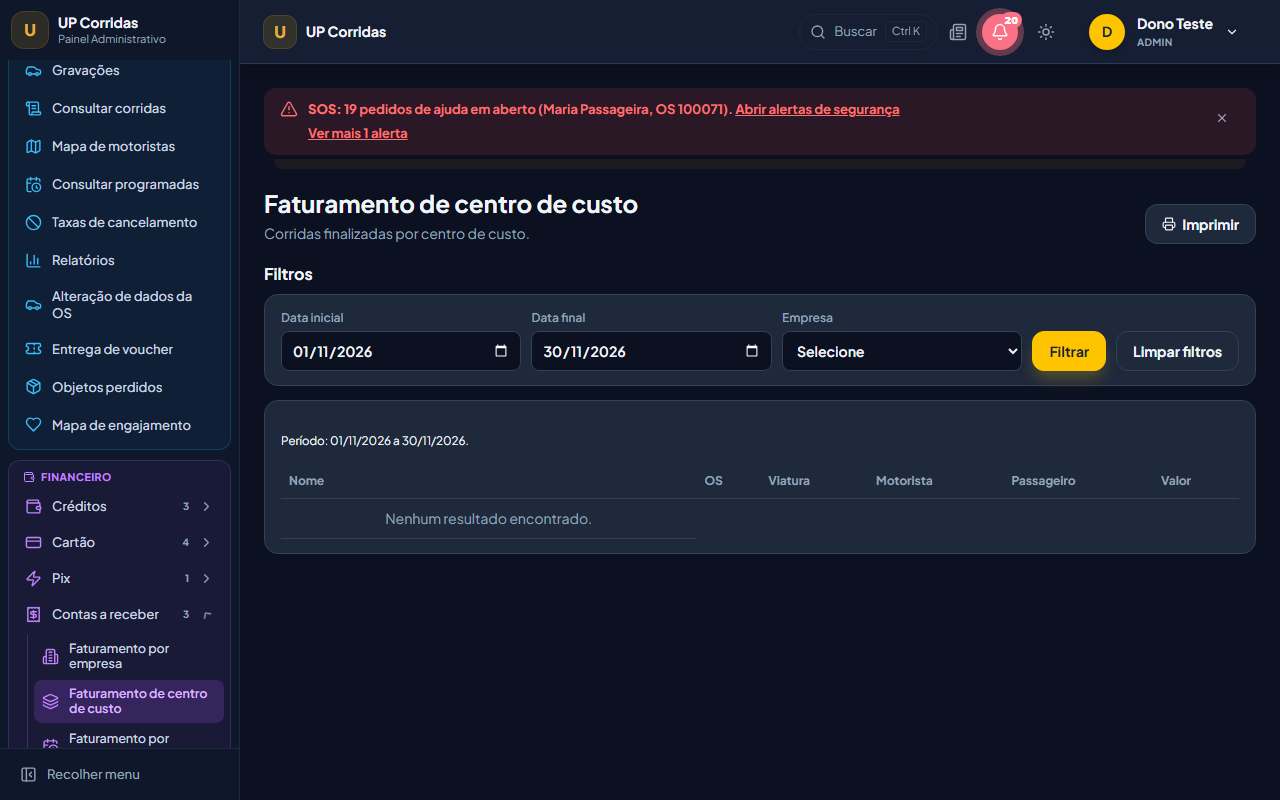 U
UP Corridas
Painel Administrativo
Gravações
Consultar corridas
Mapa de motoristas
Consultar programadas
Taxas de cancelamento
Relatórios
Alteração de dados da
OS
Entrega de voucher
Objetos perdidos
Mapa de engajamento
FINANCEIRO
Créditos 3
Cartão 4
Pix 1
Contas a receber 3
Faturamento por
empresa
Faturamento de centro
de custo
Faturamento por
Recolher menu
U UP Corridas
Buscar Ctrl K
20
D
Dono Teste
ADMIN
SOS: 19 pedidos de ajuda em aberto (Maria Passageira, OS 100071). Abrir alertas de segurança
Ver mais 1 alerta
Faturamento de centro de custo
Corridas finalizadas por centro de custo.
Imprimir
Filtros
Data inicial Data final Empresa
01/11/2026 30/11/2026 Selecione Filtrar Limpar filtros
Período: 01/11/2026 a 30/11/2026.
Nome OS Viatura Motorista Passageiro Valor
Nenhum resultado encontrado.